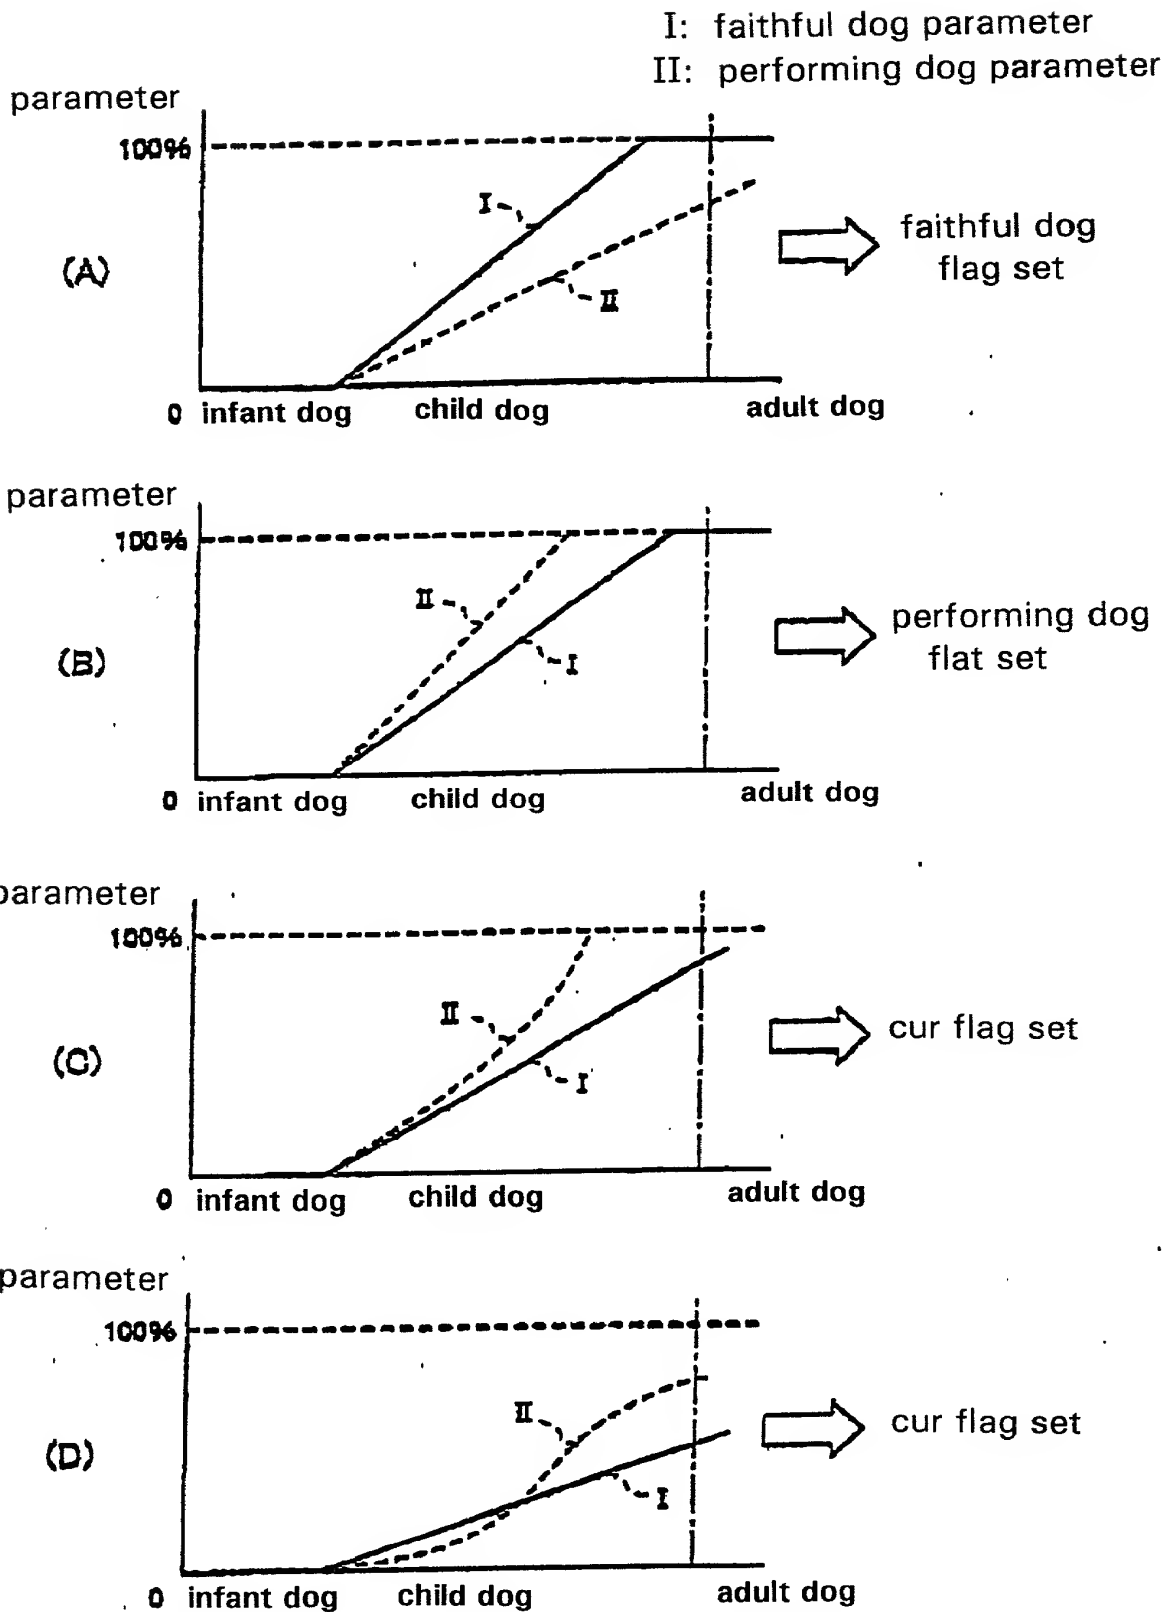 I: faithful dog parameter
II: performing dog parameter
parameter
100%
I
II
(A)
faithful dog
flag set
0 infant dog child dog adult dog
parameter
100%
II
I
(B)
performing dog
flat set
0 infant dog child dog adult dog
parameter
100%
II
I
(C)
cur flag set
0 infant dog child dog adult dog
parameter
100%
II
I
(D)
cur flag set
0 infant dog child dog adult dog